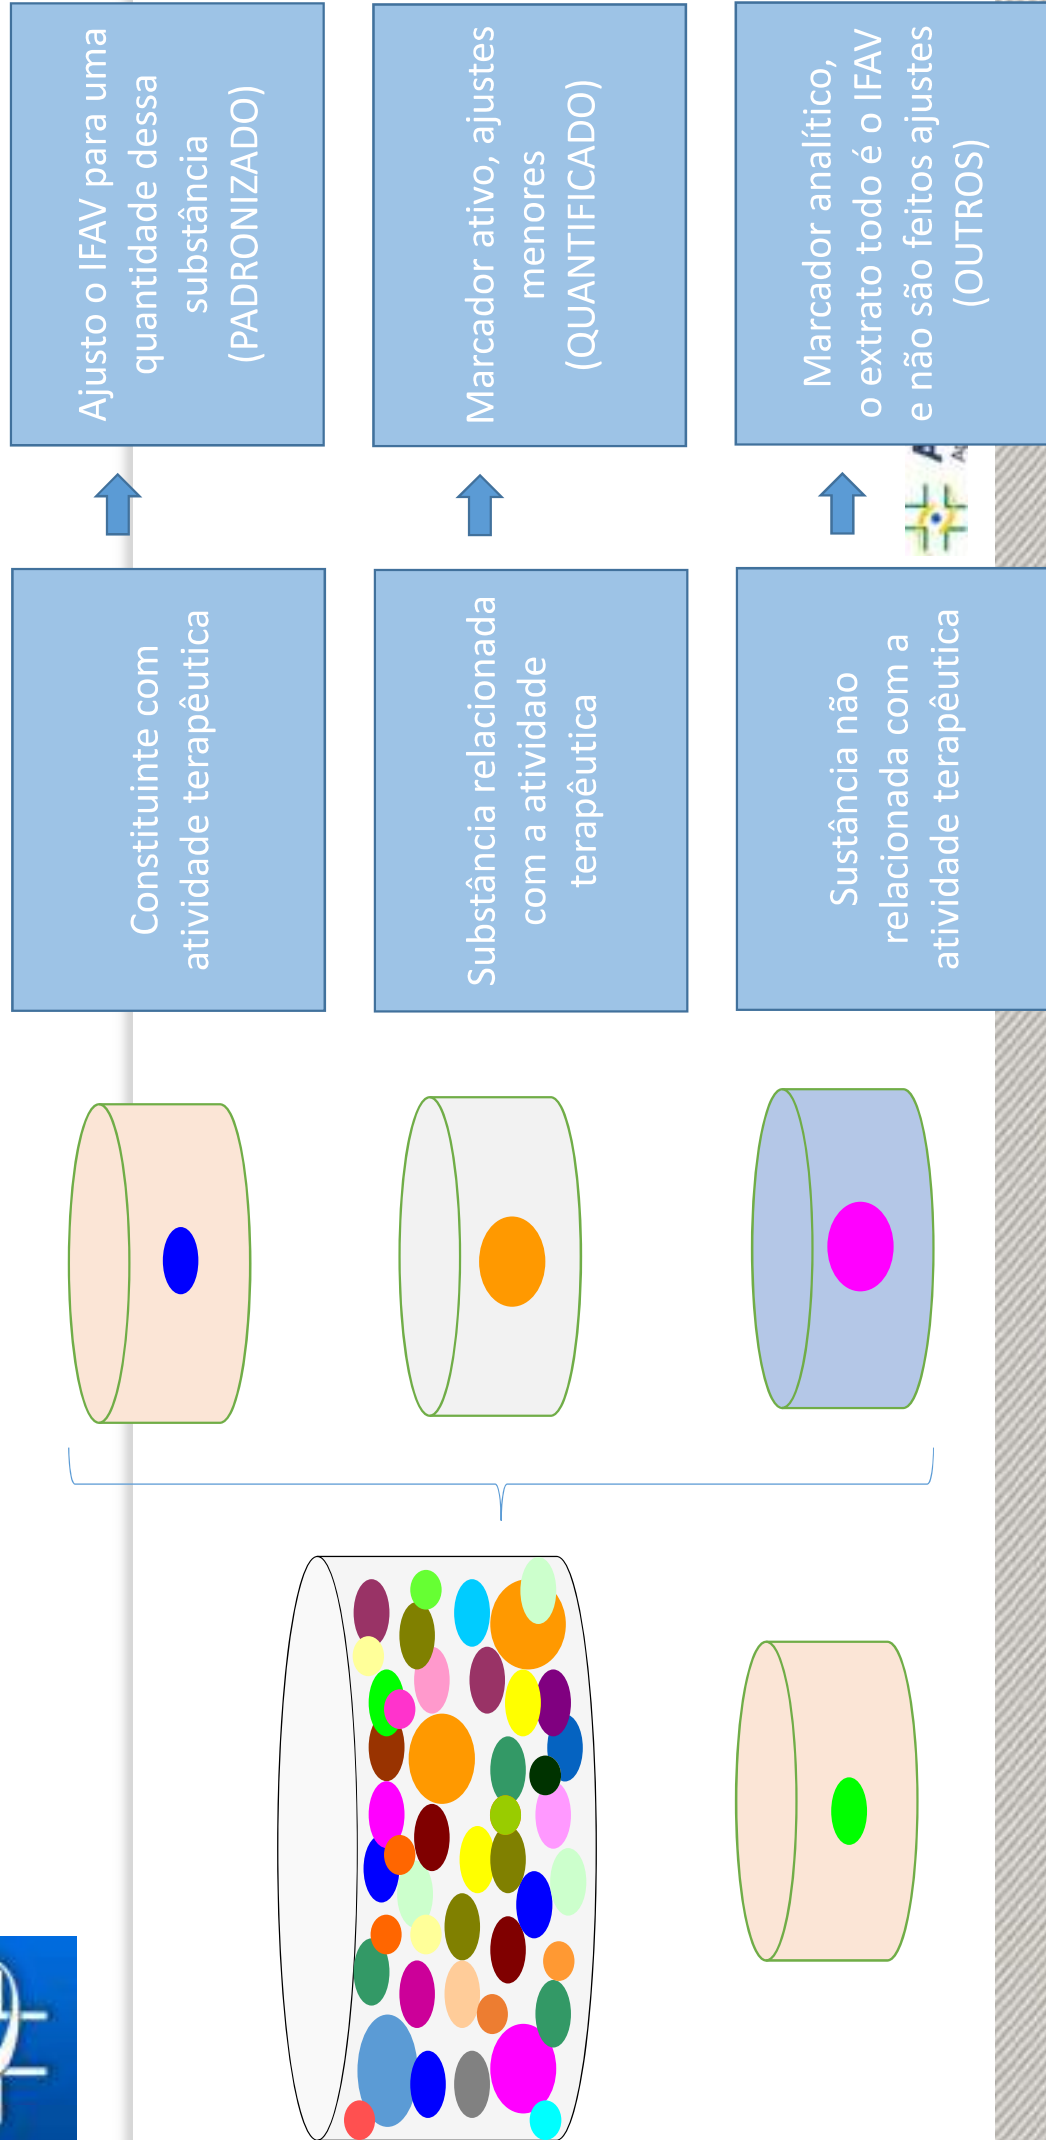 Constituinte com
atividade terapêutica
Ajusto o IFAV para uma
quantidade dessa
substância
(PADRONIZADO)
Substância relacionada
com a atividade
terapêutica
Marcador ativo, ajustes
menores
(QUANTIFICADO)
Sustância não
relacionada com a
atividade terapêutica
Marcador analítico,
o extrato todo é o IFAV
e não são feitos ajustes
(OUTROS)